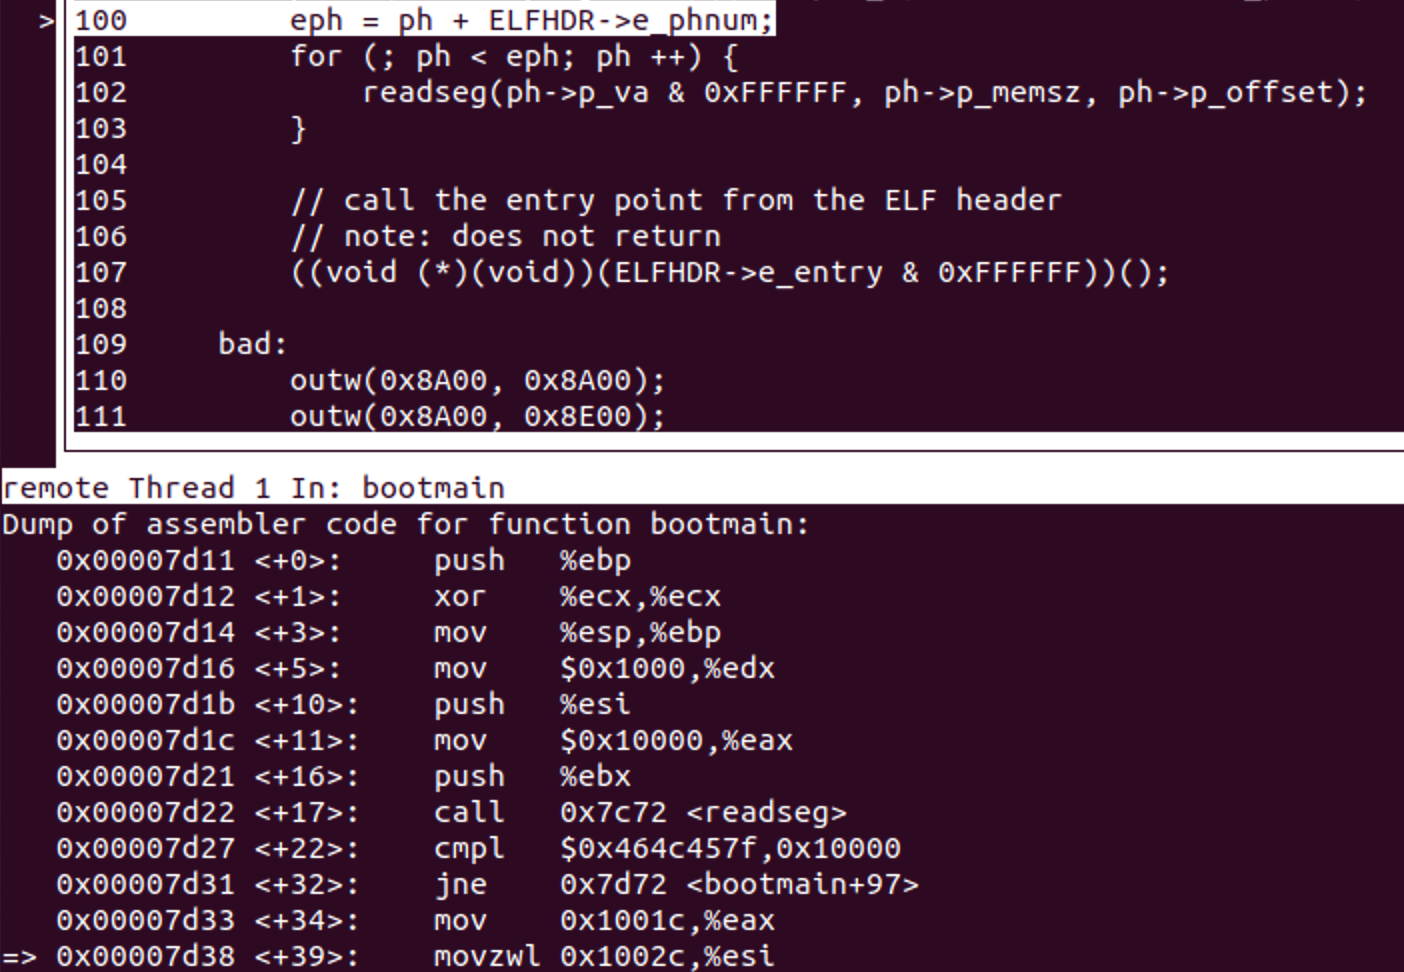 >100 eph = ph + ELFHDR->e_phnum;
101 for (; ph < eph; ph ++) {
102 readseg(ph->p_va & 0xFFFFFF, ph->p_memsz, ph->p_offset);
103 }
104
105 // call the entry point from the ELF header
106 // note: does not return
107 ((void (*)(void))(ELFHDR->e_entry & 0xFFFFFF))();
108
109 bad:
110 outw(0x8A00, 0x8A00);
111 outw(0x8A00, 0x8E00);
remote Thread 1 In: bootmain
Dump of assembler code for function bootmain:
0x00007d11 <+0>: push %ebp
0x00007d12 <+1>: xor %ecx,%ecx
0x00007d14 <+3>: mov %esp,%ebp
0x00007d16 <+5>: mov $0x1000,%edx
0x00007d1b <+10>: push %esi
0x00007d1c <+11>: mov $0x10000,%eax
0x00007d21 <+16>: push %ebx
0x00007d22 <+17>: call 0x7c72 <readseg>
0x00007d27 <+22>: cmpl $0x464c457f,0x10000
0x00007d31 <+32>: jne 0x7d72 <bootmain+97>
0x00007d33 <+34>: mov 0x1001c,%eax
=> 0x00007d38 <+39>: movzwl 0x1002c,%esi